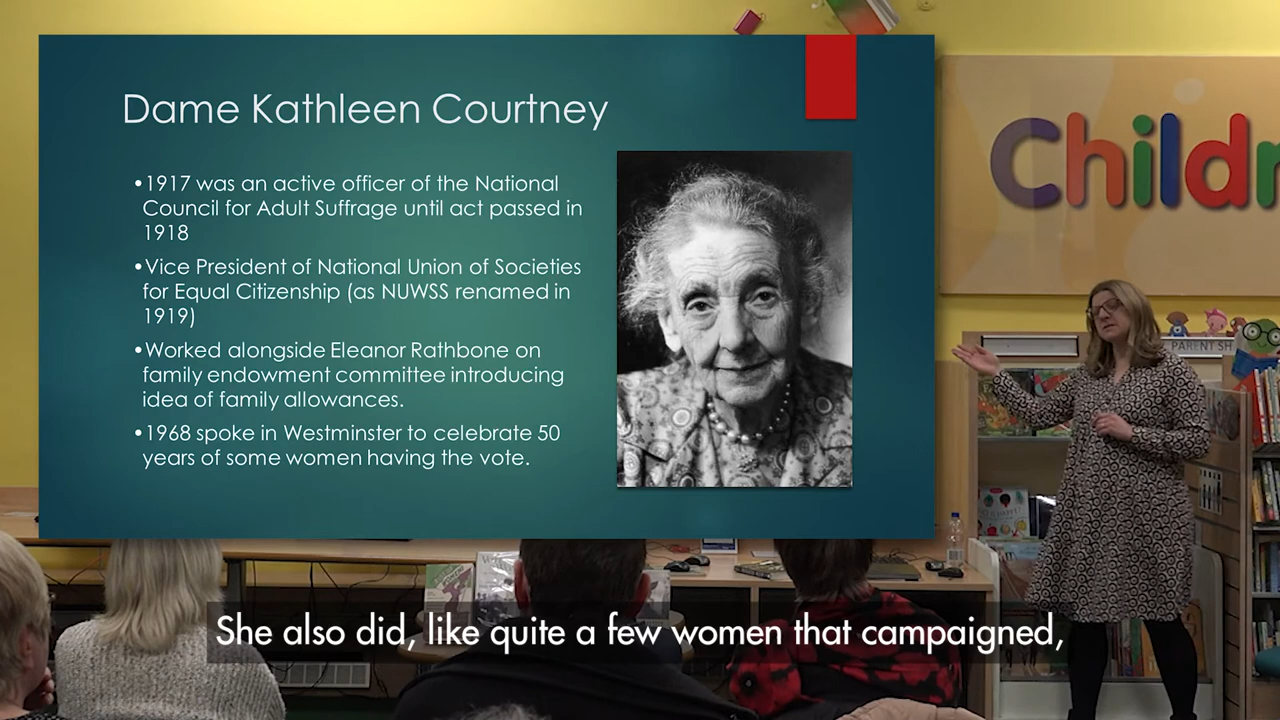 Dame Kathleen Courtney
•1917 was an active officer of the National
Council for Adult Suffrage until act passed in
1918
•Vice President of National Union of Societies
for Equal Citizenship (as NUWSS renamed in
1919)
•Worked alongside Eleanor Rathbone on
family endowment committee introducing
idea of family allowances.
•1968 spoke in Westminster to celebrate 50
years of some women having the vote.
Childr
PARENT SH
She also did, like quite a few women that campaigned,